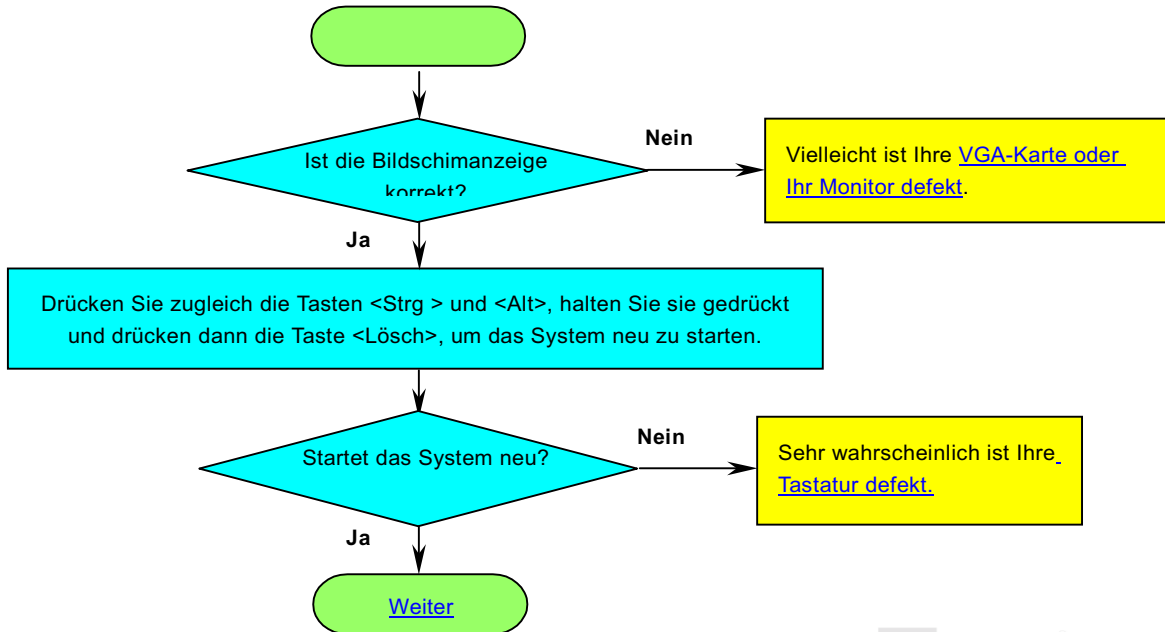 Ist die Bildschimanzeige
korrekt?
Nein
Vielleicht ist Ihre VGA-Karte oder
Ihr Monitor defekt.
Ja
Drücken Sie zugleich die Tasten <Strg > und <Alt>, halten Sie sie gedrückt
und drücken dann die Taste <Lösch>, um das System neu zu starten.
Startet das System neu?
Nein
Sehr wahrscheinlich ist Ihre
Tastatur defekt.
Ja
Weiter